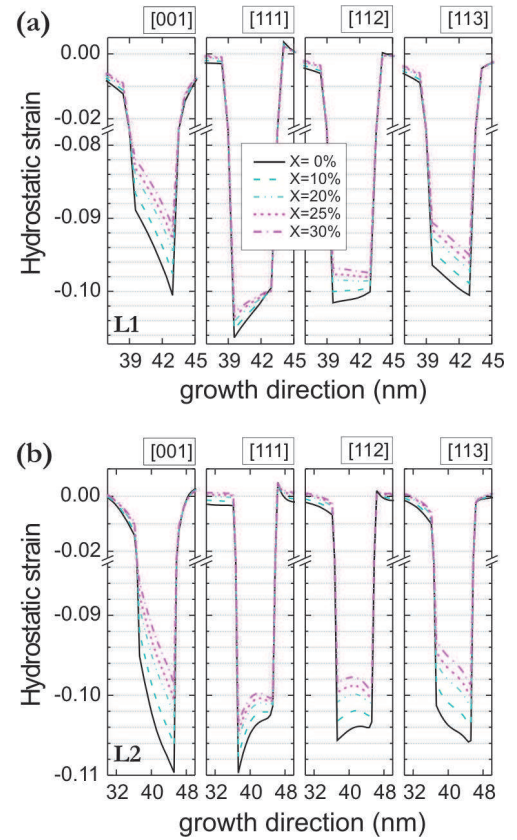 (a)
[001] [111] [112] [113]
0.00
-0.02
-0.08
-0.09
-0.10
Hydrostatic strain
X= 0%
X=10%
X=20%
X=25%
X=30%
L1
39 42 45 39 42 45 39 42 45 39 42 45
growth direction (nm)
(b)
[001] [111] [112] [113]
0.00
-0.02
-0.09
-0.10
-0.11
Hydrostatic strain
L2
32 40 48 32 40 48 32 40 48 32 40 48
growth direction (nm)